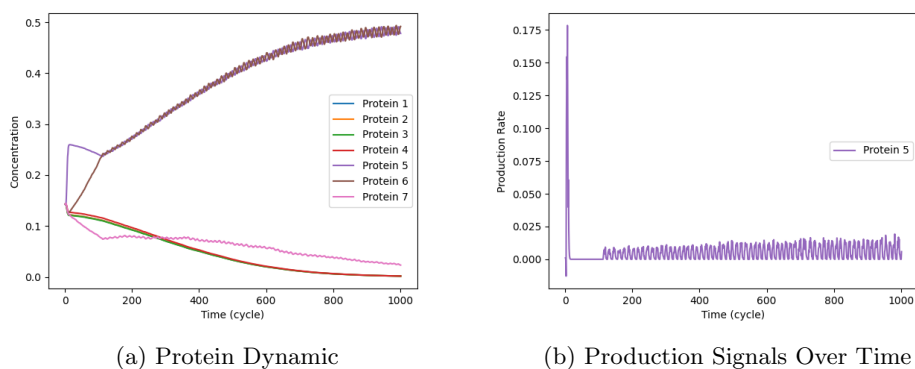 0.5
0.4
0.3
0.2
0.1
0.0
Concentration
Protein 1
Protein 2
Protein 3
Protein 4
Protein 5
Protein 6
Protein 7
0 200 400 600 800 1000
Time (cycle)
(a) Protein Dynamic
0.175
0.150
0.125
0.100
0.075
0.050
0.025
0.000
Production Rate
Protein 5
0 200 400 600 800 1000
Time (cycle)
(b) Production Signals Over Time